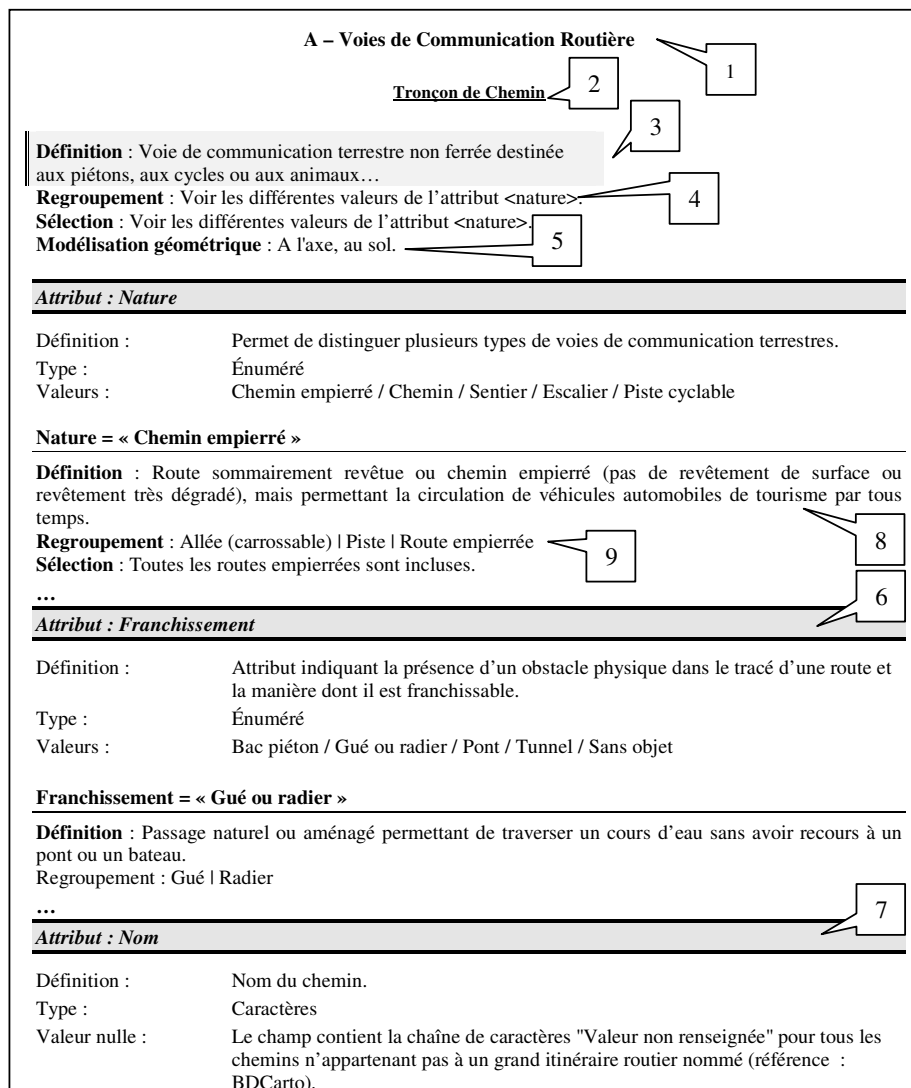 A – Voies de Communication Routière
1
Tronçon de Chemin
2
3
Définition : Voie de communication terrestre non ferrée destinée
aux piétons, aux cycles ou aux animaux…
Regroupement : Voir les différentes valeurs de l'attribut <nature>.
4
Sélection : Voir les différentes valeurs de l'attribut <nature>.
Modélisation géométrique : A l'axe, au sol.
5
Attribut : Nature
Définition : Permet de distinguer plusieurs types de voies de communication terrestres.
Type : Énuméré
Valeurs : Chemin empierré / Chemin / Sentier / Escalier / Piste cyclable
Nature = « Chemin empierré »
Définition : Route sommairement revêtue ou chemin empierré (pas de revêtement de surface ou
revêtement très dégradé), mais permettant la circulation de véhicules automobiles de tourisme par tous
temps.
8
Regroupement : Allée (carrossable) | Piste | Route empierrée
9
Sélection : Toutes les routes empierrées sont incluses.
…
6
Attribut : Franchissement
Définition : Attribut indiquant la présence d'un obstacle physique dans le tracé d'une route et
la manière dont il est franchissable.
Type : Énuméré
Valeurs : Bac piéton / Gué ou radier / Pont / Tunnel / Sans objet
Franchissement = « Gué ou radier »
Définition : Passage naturel ou aménagé permettant de traverser un cours d'eau sans avoir recours à un
pont ou un bateau.
Regroupement : Gué | Radier
…
7
Attribut : Nom
Définition : Nom du chemin.
Type : Caractères
Valeur nulle : Le champ contient la chaîne de caractères "Valeur non renseignée" pour tous les
chemins n'appartenant pas à un grand itinéraire routier nommé (référence :
BDCarto).